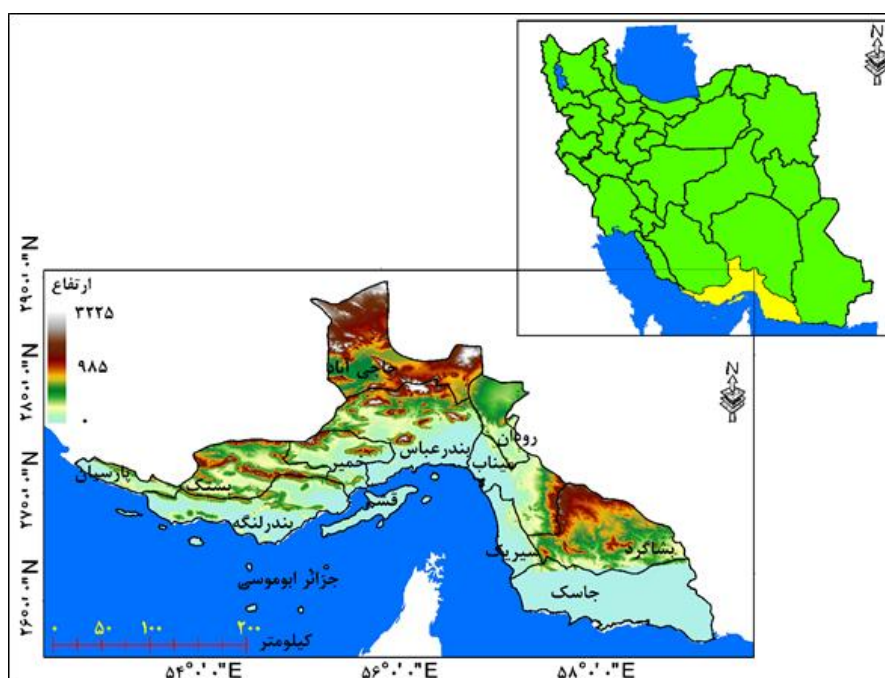 N
N
ارتفاع
۳۲۲۵
۹۸۵
۰
۲۹°۰'۰"N
۲۸°۰'۰"N
۲۷°۰'۰"N
۲۶°۰'۰"N
حاجی آباد
رودان
بندرعباس
میناب
خمیر
پارسیان
بستک
قشم
بندرلنگه
سیریک
بشاگرد
جزائر ابوموسی
جاسک
۰ ۵۰ ۱۰۰ ۲۰۰
کیلومتر
۵۴°۰'۰"E ۵۶°۰'۰"E ۵۸°۰'۰"E